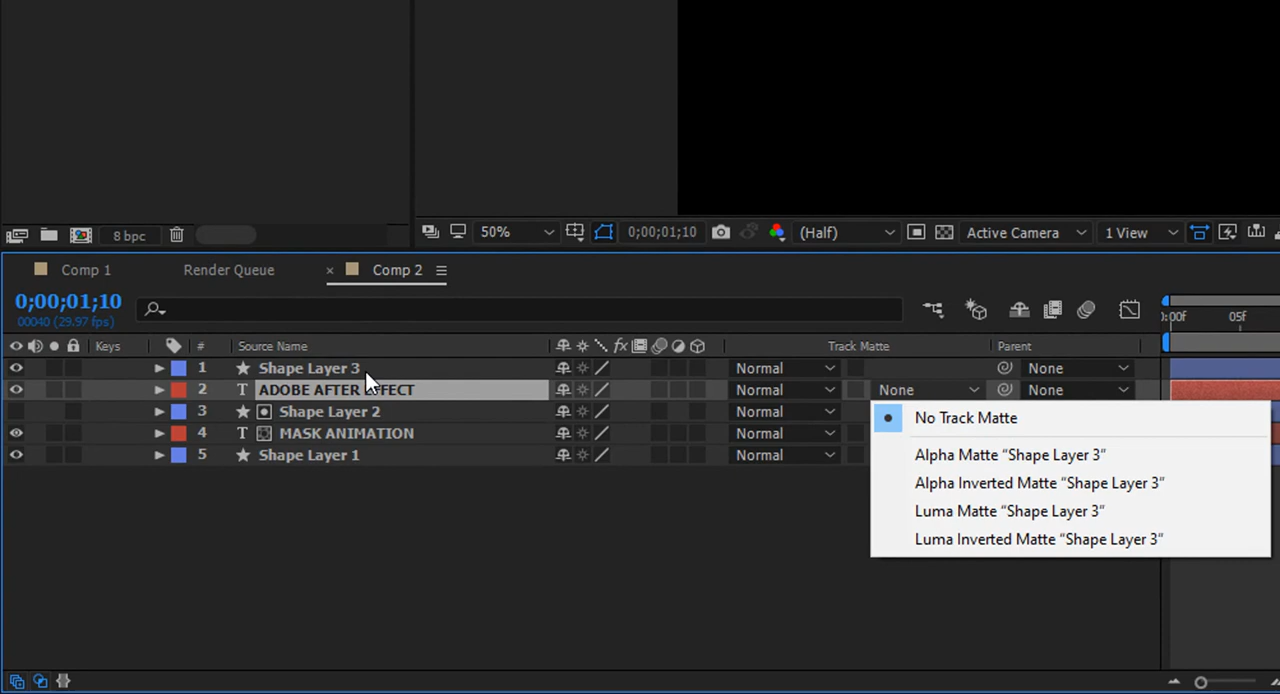 8 bpc
50% 0;00;01;10 (Half) Active Camera 1 View
Comp 1 Render Queue × Comp 2
0;00;01;10
00040 (29.97 fps)
:00f 05f
Keys # Source Name fx Track Matte Parent
1 Shape Layer 3 Normal None
2 T ADOBE AFTER EFFECT Normal None None
3 Shape Layer 2 Normal
4 T MASK ANIMATION Normal
5 Shape Layer 1 Normal
No Track Matte
Alpha Matte “Shape Layer 3”
Alpha Inverted Matte “Shape Layer 3”
Luma Matte “Shape Layer 3”
Luma Inverted Matte “Shape Layer 3”